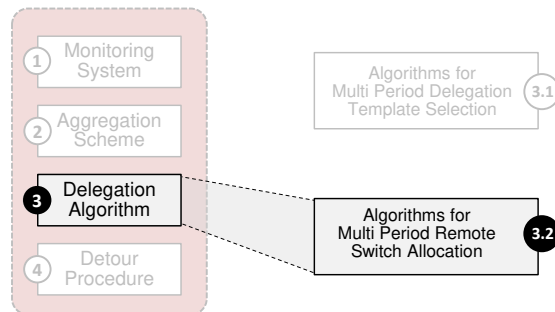 1
Monitoring
System
2
Aggregation
Scheme
3
Delegation
Algorithm
4
Detour
Procedure
Algorithms for
Multi Period Delegation
Template Selection
3.1
Algorithms for
Multi Period Remote
Switch Allocation
3.2